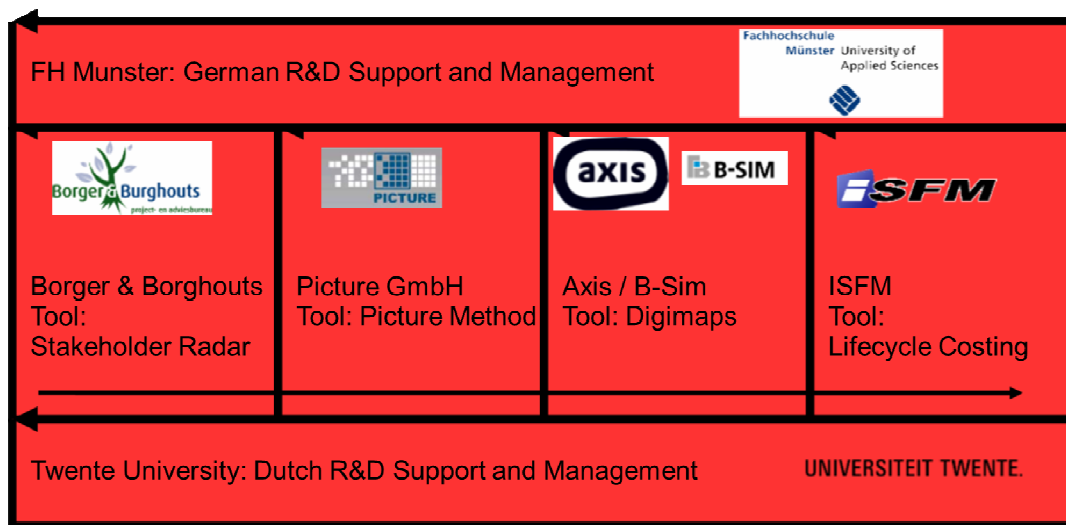 FH Munster: German R&D Support and Management
Fachhochschule
Münster University of
Applied Sciences
Borger & Burghouts
project- en adviesbureau
PICTURE
axis
B-SIM
iSFM
Borger & Borghouts
Tool:
Stakeholder Radar
Picture GmbH
Tool: Picture Method
Axis / B-Sim
Tool: Digimaps
ISFM
Tool:
Lifecycle Costing
Twente University: Dutch R&D Support and Management
UNIVERSITEIT TWENTE.